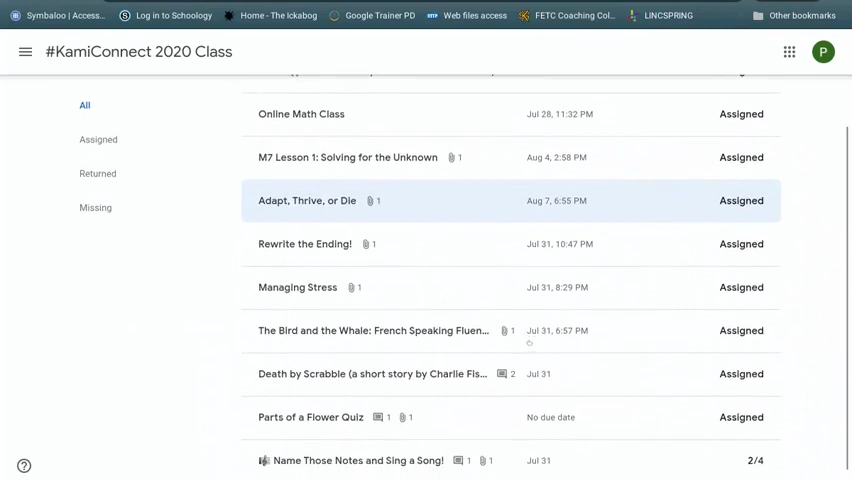 Symbaloo | Access...
Log in to Schoology
Home - The Ickabog
Google Trainer PD
Web files access
FETC Coaching Col...
LINCSPRING
Other bookmarks
#KamiConnect 2020 Class
P
All
Assigned
Returned
Missing
Online Math Class Jul 28, 11:32 PM Assigned
M7 Lesson 1: Solving for the Unknown 1 Aug 4, 2:58 PM Assigned
Adapt, Thrive, or Die 1 Aug 7, 6:55 PM Assigned
Rewrite the Ending! 1 Jul 31, 10:47 PM Assigned
Managing Stress 1 Jul 31, 8:29 PM Assigned
The Bird and the Whale: French Speaking Fluen... 1 Jul 31, 6:57 PM Assigned
Death by Scrabble (a short story by Charlie Fis... 2 Jul 31 Assigned
Parts of a Flower Quiz 1 1 No due date Assigned
🎼 Name Those Notes and Sing a Song! 1 1 Jul 31 2/4